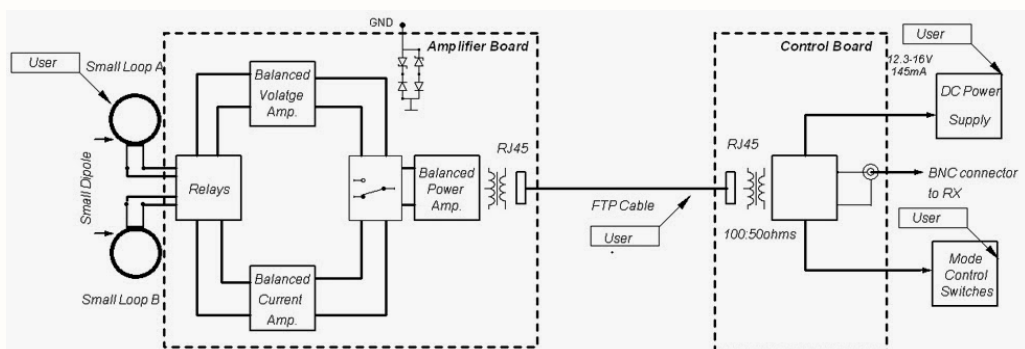 GND
Amplifier Board
Control Board
User
Small Loop A
Small Dipole
Small Loop B
Relays
Balanced
Volatge
Amp.
Balanced
Current
Amp.
Balanced
Power
Amp.
RJ45
FTP Cable
User
RJ45
100:50ohms
12.3-16V
145mA
User
DC Power
Supply
BNC connector
to RX
User
Mode
Control
Switches